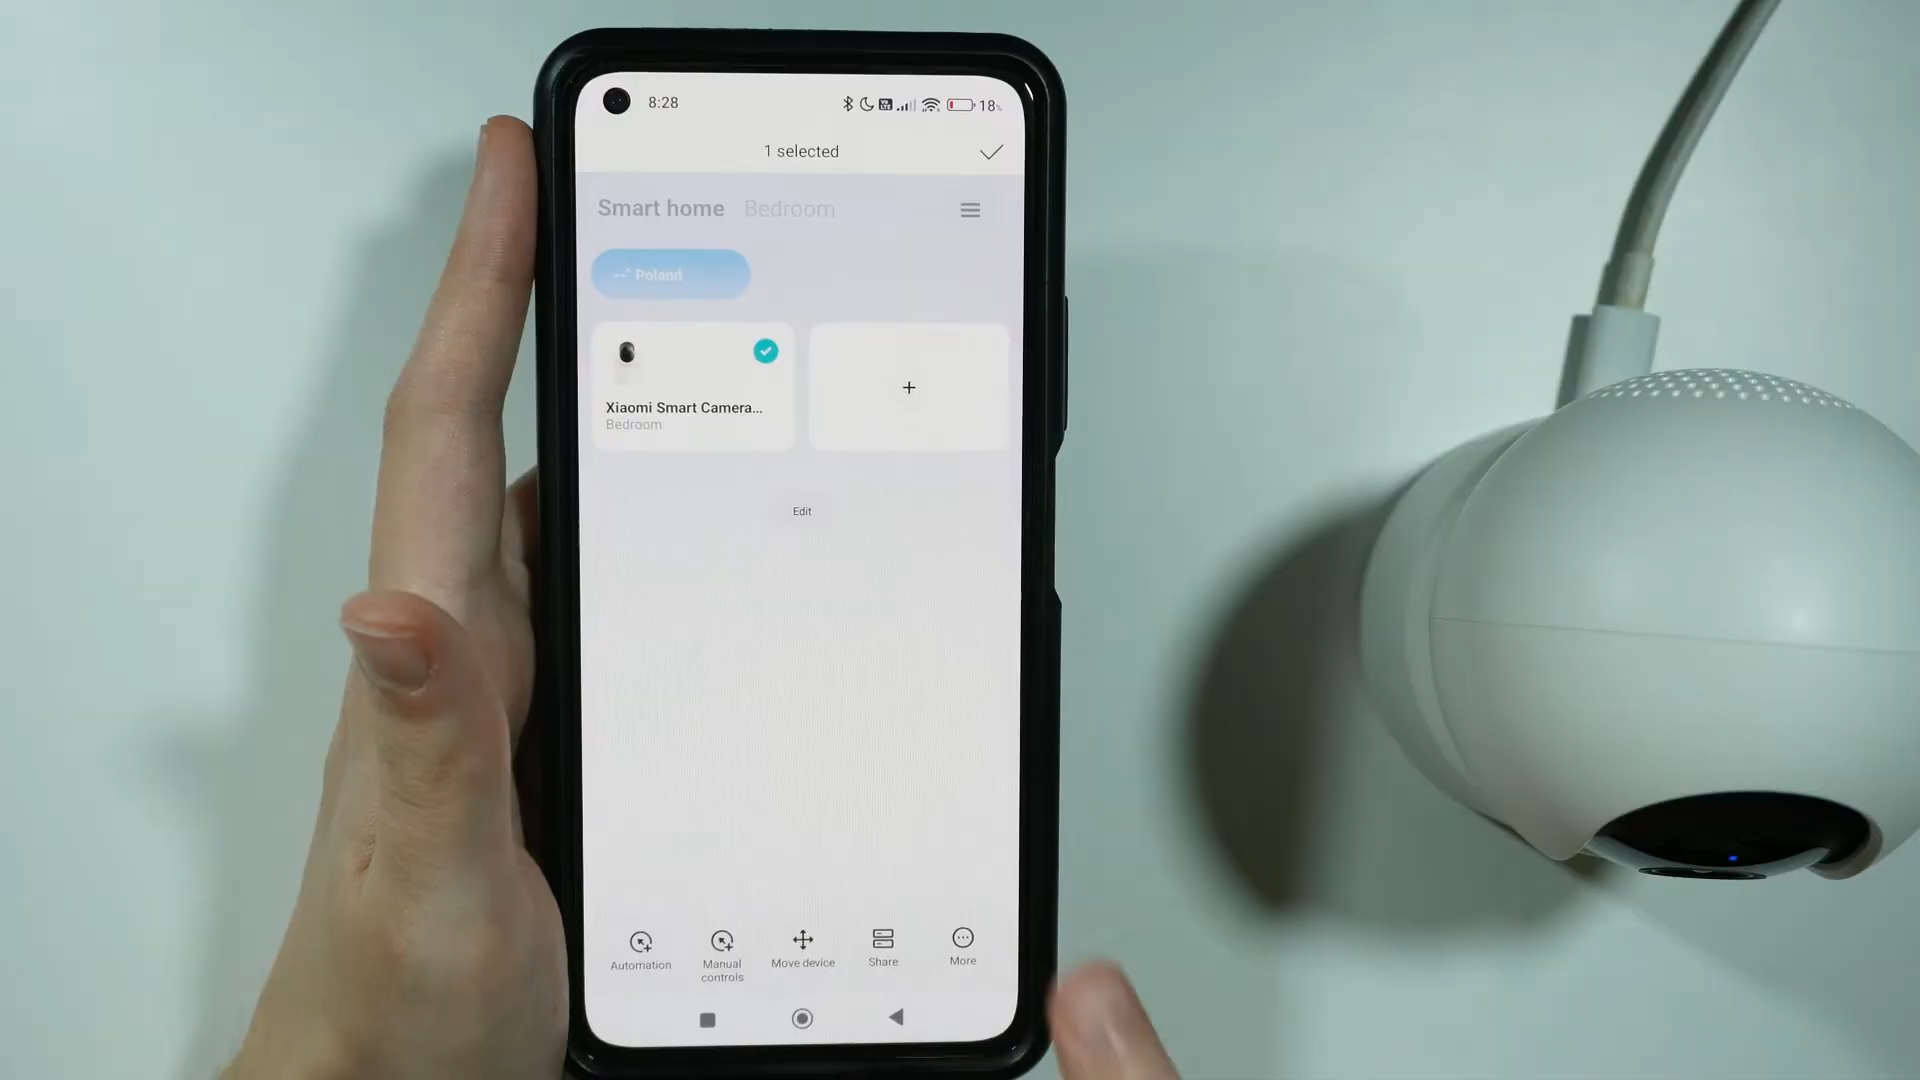 8:28
18%
1 selected
Smart home Bedroom
Poland
Xiaomi Smart Camera...
Bedroom
Edit
Automation
Manual
controls
Move device
Share
More